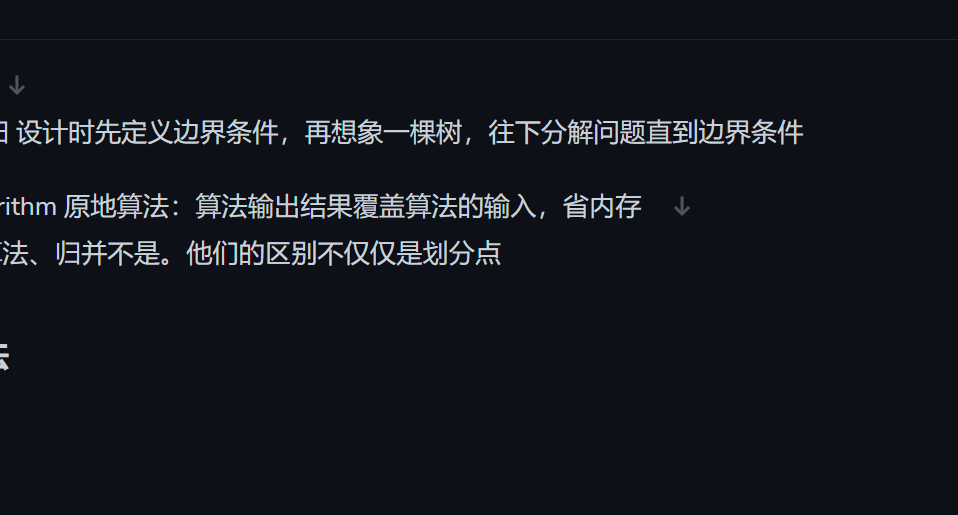 设计时先定义边界条件，再想象一棵树，往下分解问题直到边界条件
rithm 原地算法：算法输出结果覆盖算法的输入，省内存
法、归并不是。他们的区别不仅仅是划分点